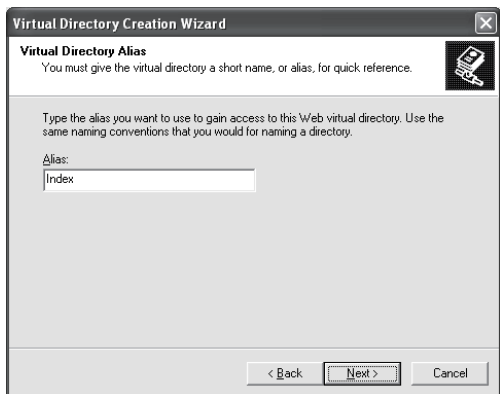 Virtual Directory Creation Wizard
Virtual Directory Alias
You must give the virtual directory a short name, or alias, for quick reference.
Type the alias you want to use to gain access to this Web virtual directory. Use the
same naming conventions that you would for naming a directory.
Alias:
Index
< Back Next > Cancel